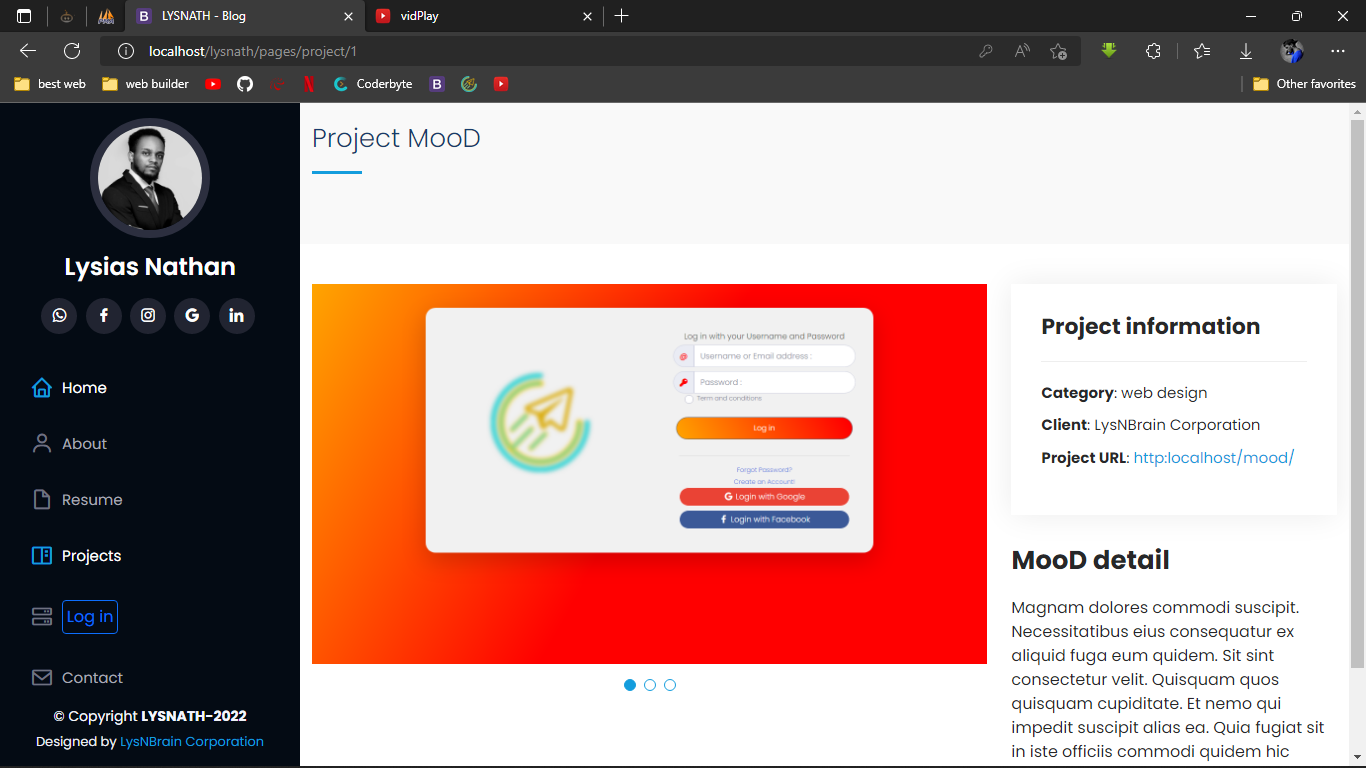 LYSNATH - Blog
vidPlay
localhost/lysnath/pages/project/1
best web
web builder
Coderbyte
Other favorites
Lysias Nathan
Home
About
Resume
Projects
Log in
Contact
© Copyright LYSNATH-2022
Designed by LysNBrain Corporation
Project MooD
Log in with your Username and Password
@ Username or Email address :
Password :
Term and conditions
Log in
Forgot Password?
Create an Account!
G Login with Google
f Login with Facebook
Project information
Category: web design
Client: LysNBrain Corporation
Project URL: http:localhost/mood/
MooD detail
Magnam dolores commodi suscipit.
Necessitatibus eius consequatur ex
aliquid fuga eum quidem. Sit sint
consectetur velit. Quisquam quos
quisquam cupiditate. Et nemo qui
impedit suscipit alias ea. Quia fugiat sit
in iste officiis commodi quidem hic